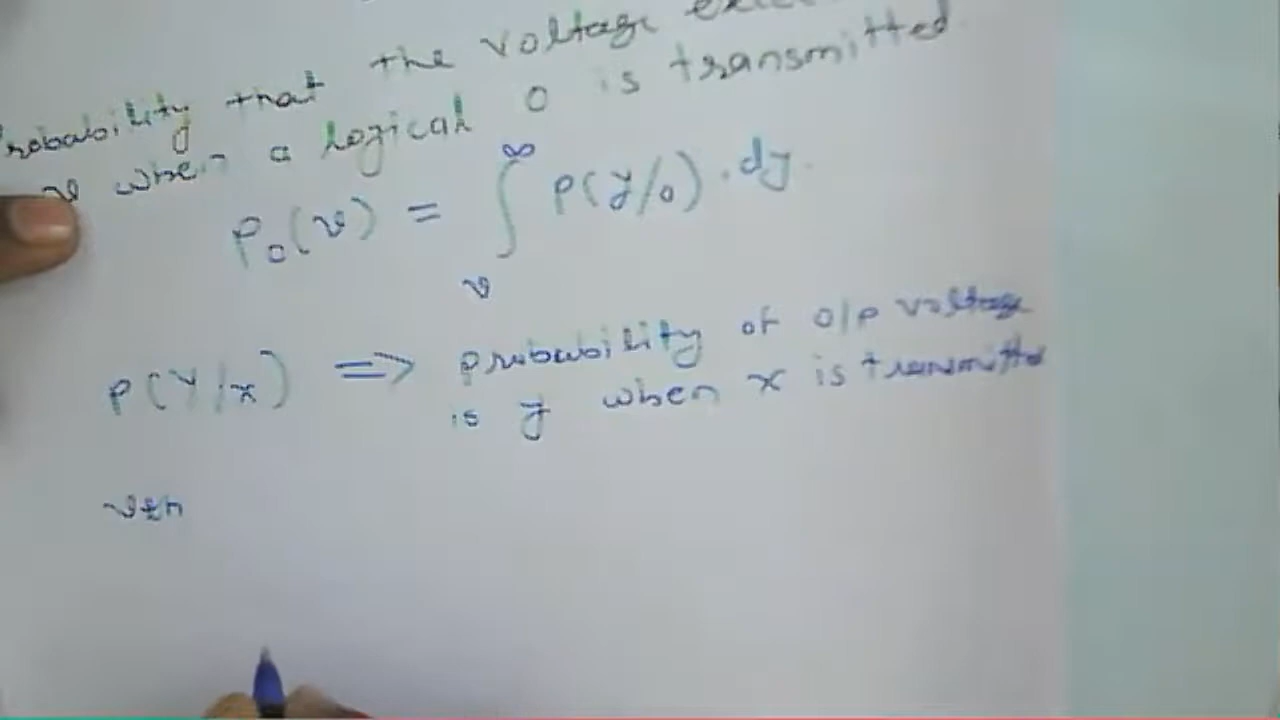 Probability that the voltage
v when a logical 0 is transmitted
P₀(v) = ∫ᵥ^∞ P(y/0) . dy
P(Y/x) => probability of O/P voltage
is y when x is transmitted